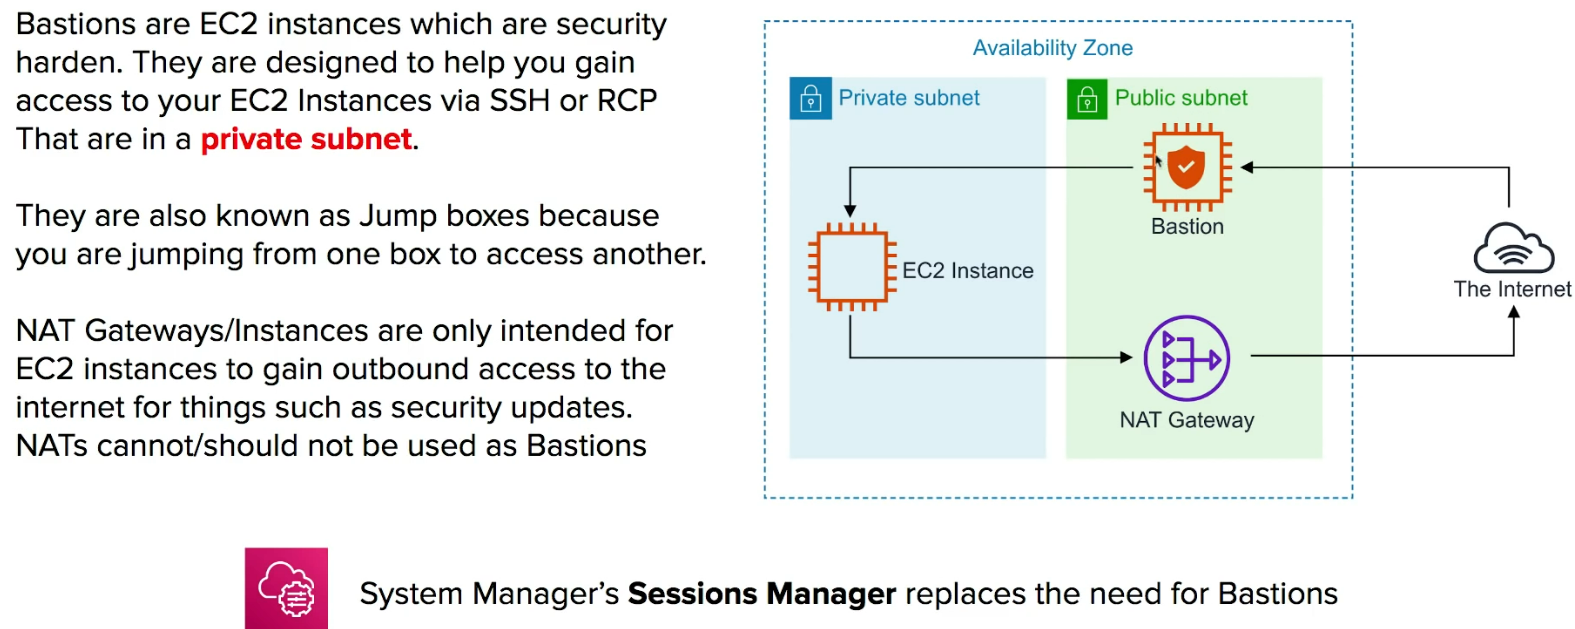 Bastions are EC2 instances which are security
harden. They are designed to help you gain
access to your EC2 Instances via SSH or RCP
That are in a private subnet.
They are also known as Jump boxes because
you are jumping from one box to access another.
NAT Gateways/Instances are only intended for
EC2 instances to gain outbound access to the
internet for things such as security updates.
NATs cannot/should not be used as Bastions
Availability Zone
Private subnet
Public subnet
Bastion
EC2 Instance
The Internet
NAT Gateway
System Manager’s Sessions Manager replaces the need for Bastions